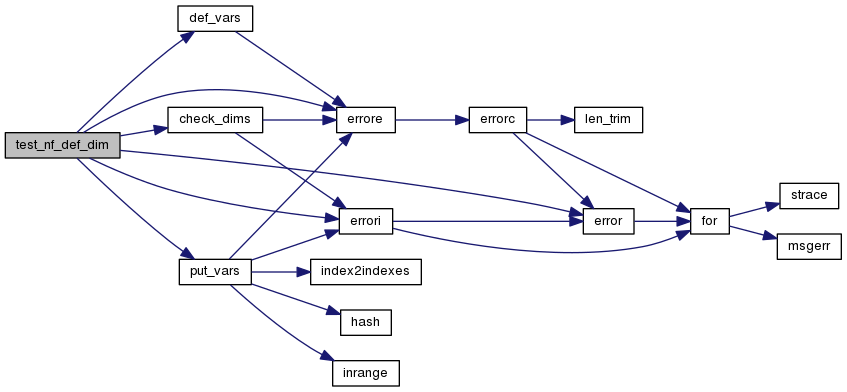 def_vars
check_dims
errore
errorc
len_trim
test_nf_def_dim
strace
errori
error
for
msgerr
put_vars
index2indexes
hash
inrange